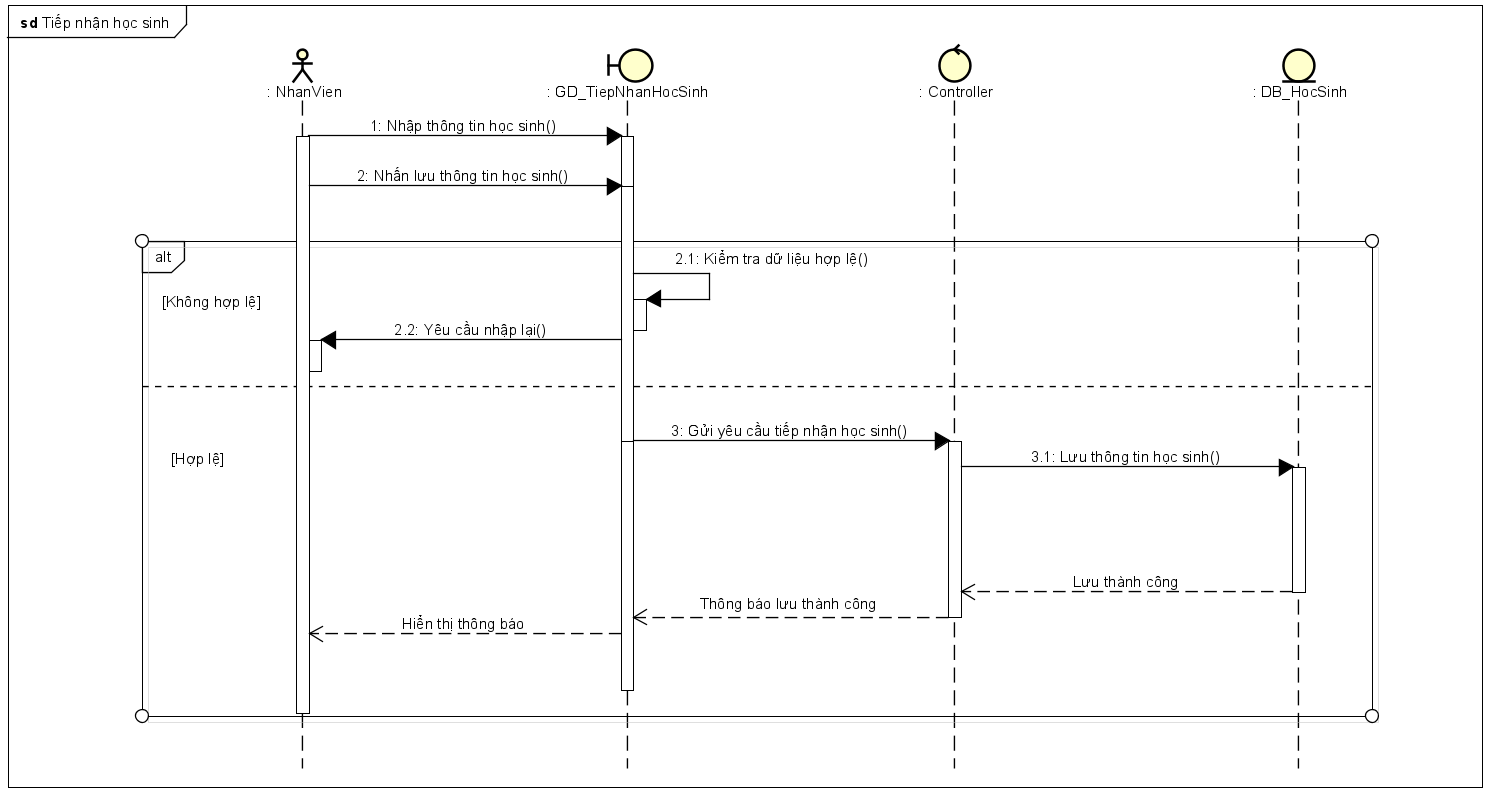 sd Tiếp nhận học sinh
: NhanVien
: GD_TiepNhanHocSinh
: Controller
: DB_HocSinh
1: Nhập thông tin học sinh()
2: Nhấn lưu thông tin học sinh()
alt
2.1: Kiểm tra dữ liệu hợp lệ()
[Không hợp lệ]
2.2: Yêu cầu nhập lại()
3: Gửi yêu cầu tiếp nhận học sinh()
[Hợp lệ]
3.1: Lưu thông tin học sinh()
Lưu thành công
Thông báo lưu thành công
Hiển thị thông báo